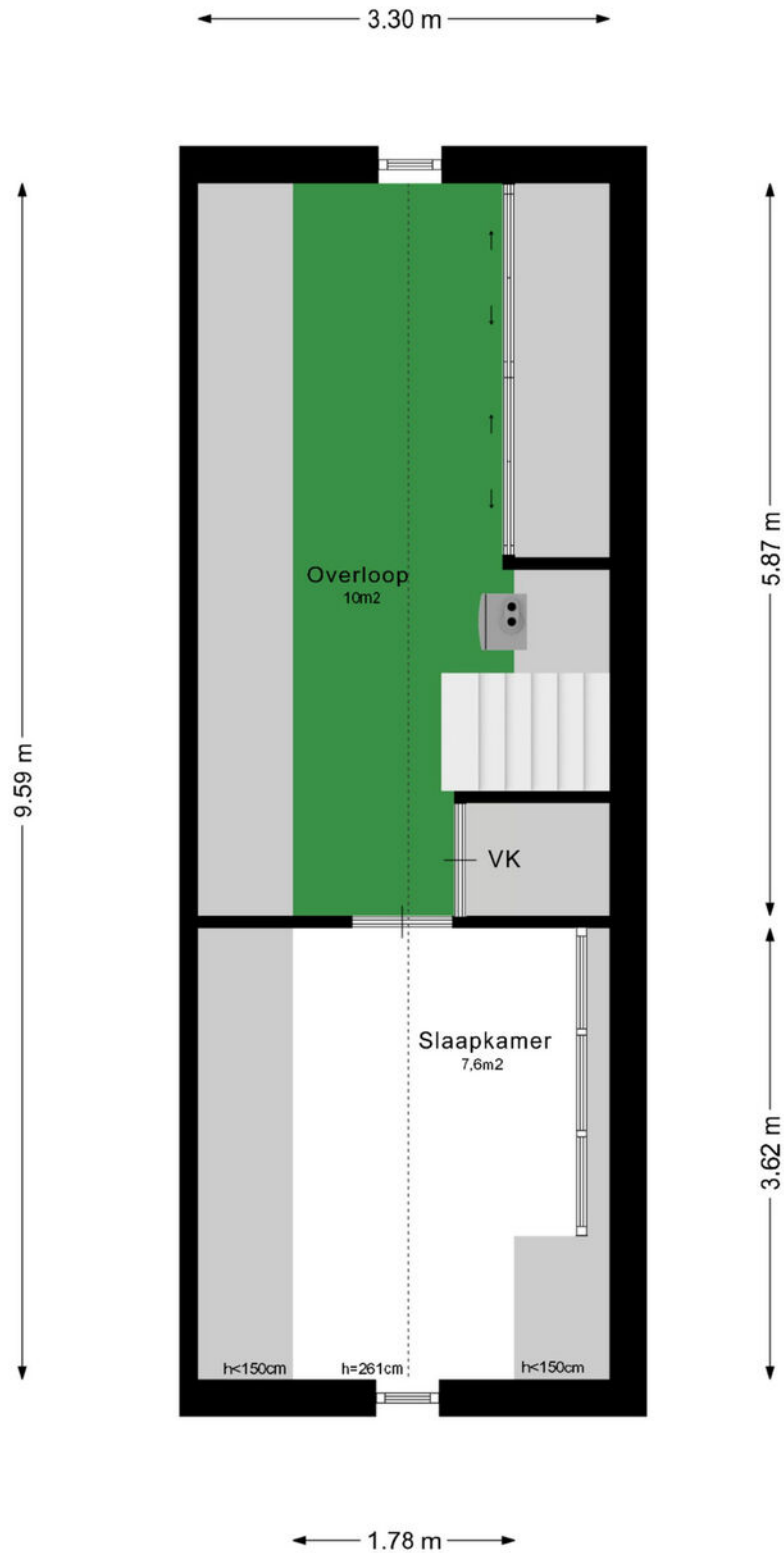 3.30 m
5.87 m
Overloop
10m2
9.59 m
VK
Slaapkamer
7,6m2
3.62 m
h<150cm
h=261cm
h<150cm
1.78 m